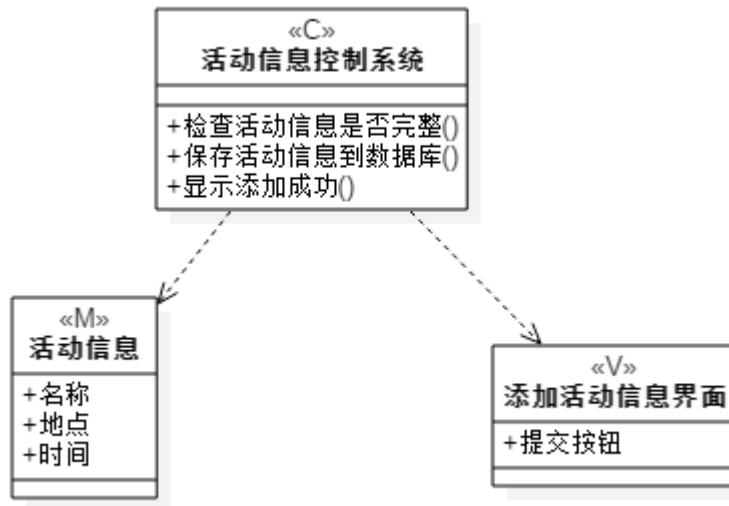 «C»
活动信息控制系统
+检查活动信息是否完整()
+保存活动信息到数据库()
+显示添加成功()
«M»
活动信息
+名称
+地点
+时间
«V»
添加活动信息界面
+提交按钮